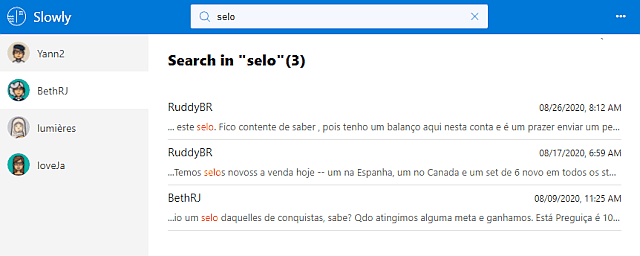 Slowly
selo
Yann2
BethRJ
lumières
loveJa
Search in "selo"(3)
RuddyBR 08/26/2020, 8:12 AM
... este selo. Fico contente de saber , pois tenho um balanço aqui nesta conta e é um prazer enviar um pe...
RuddyBR 08/17/2020, 6:59 AM
...Temos selos novoss a venda hoje -- um na Espanha, um no Canada e um set de 6 novo em todos os st...
BethRJ 08/09/2020, 11:25 AM
...io um selo daquelles de conquistas, sabe? Qdo atingimos alguma meta e ganhamos. Está Preguiça é 10...